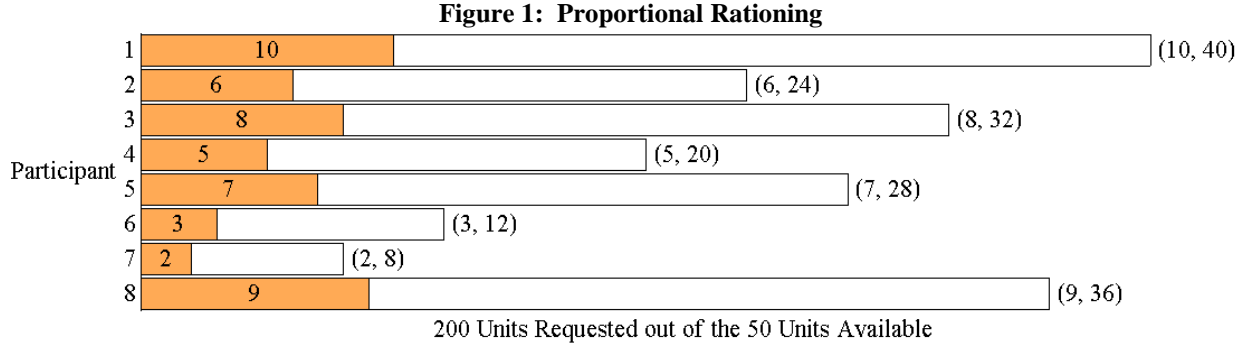 Figure 1:  Proportional Rationing
1 10 (10, 40)
2 6 (6, 24)
3 8 (8, 32)
4 5 (5, 20)
Participant
5 7 (7, 28)
6 3 (3, 12)
7 2 (2, 8)
8 9 (9, 36)
200 Units Requested out of the 50 Units Available